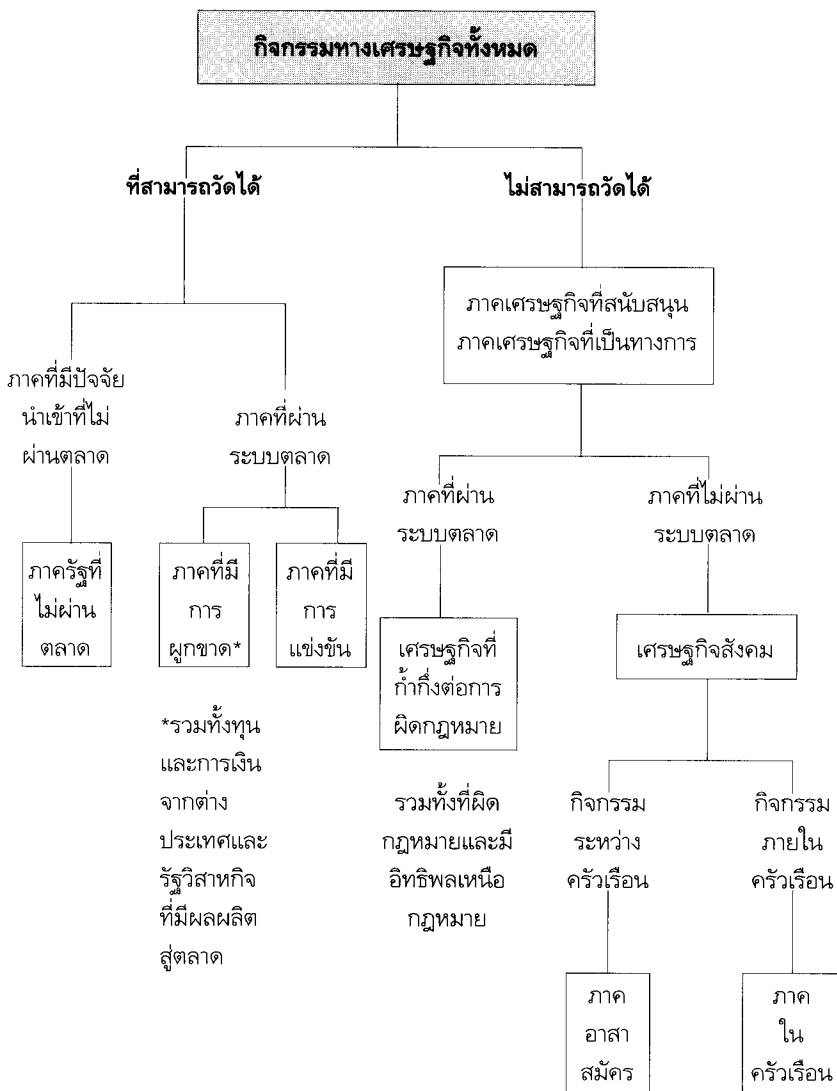 กิจกรรมทางเศรษฐกิจทั้งหมด
ที่สามารถวัดได้
ไม่สามารถวัดได้
ภาคเศรษฐกิจที่สนับสนุน
ภาคเศรษฐกิจที่เป็นทางการ
ภาคที่มีปัจจัย
นำเข้าที่ไม่
ผ่านตลาด
ภาคที่ผ่าน
ระบบตลาด
ภาคที่ผ่าน
ระบบตลาด
ภาคที่ไม่ผ่าน
ระบบตลาด
ภาครัฐที่
ไม่ผ่าน
ตลาด
ภาคที่มี
การ
ผูกขาด*
ภาคที่มี
การ
แข่งขัน
เศรษฐกิจที่
ก้ำกึ่งต่อการ
ผิดกฎหมาย
เศรษฐกิจสังคม
*รวมทั้งทุน
และการเงิน
จากต่าง
ประเทศและ
รัฐวิสาหกิจ
ที่มีผลผลิต
สู่ตลาด
รวมทั้งที่ผิด
กฎหมายและมี
อิทธิพลเหนือ
กฎหมาย
กิจกรรม
ระหว่าง
ครัวเรือน
กิจกรรม
ภายใน
ครัวเรือน
ภาค
อาสา
สมัคร
ภาค
ใน
ครัวเรือน